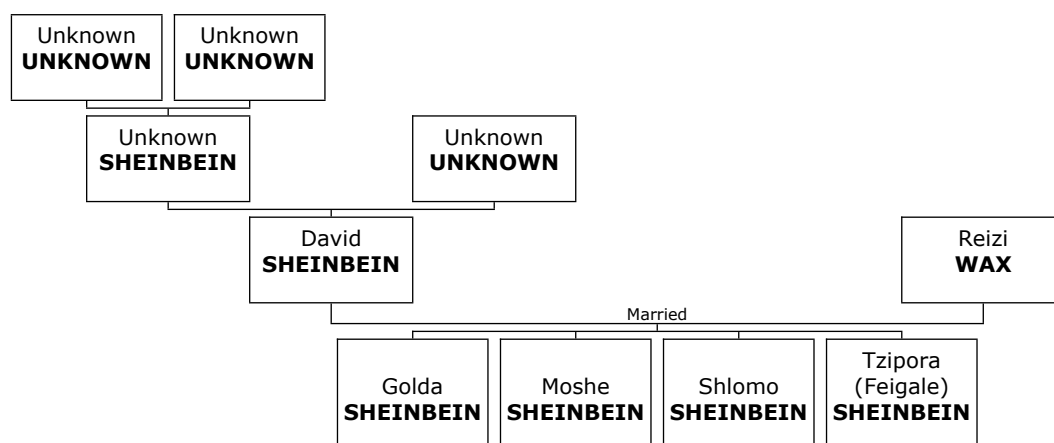 Unknown
UNKNOWN
Unknown
UNKNOWN
Unknown
SHEINBEIN
Unknown
UNKNOWN
David
SHEINBEIN
Reizi
WAX
Married
Golda
SHEINBEIN
Moshe
SHEINBEIN
Shlomo
SHEINBEIN
Tzipora
(Feigale)
SHEINBEIN